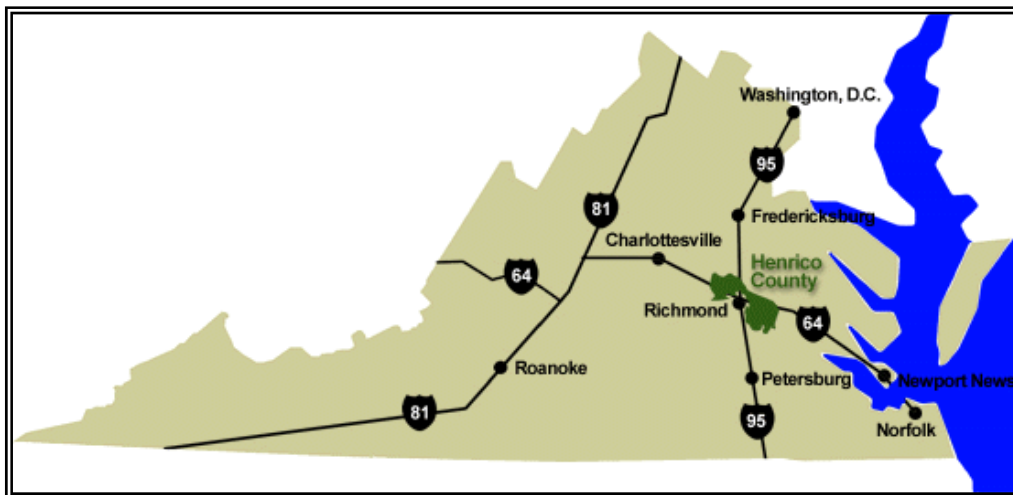 Washington, D.C.
95
Fredericksburg
81
Charlottesville
Henrico
County
64
Richmond
64
Roanoke
Petersburg
Newport News
81
95
Norfolk